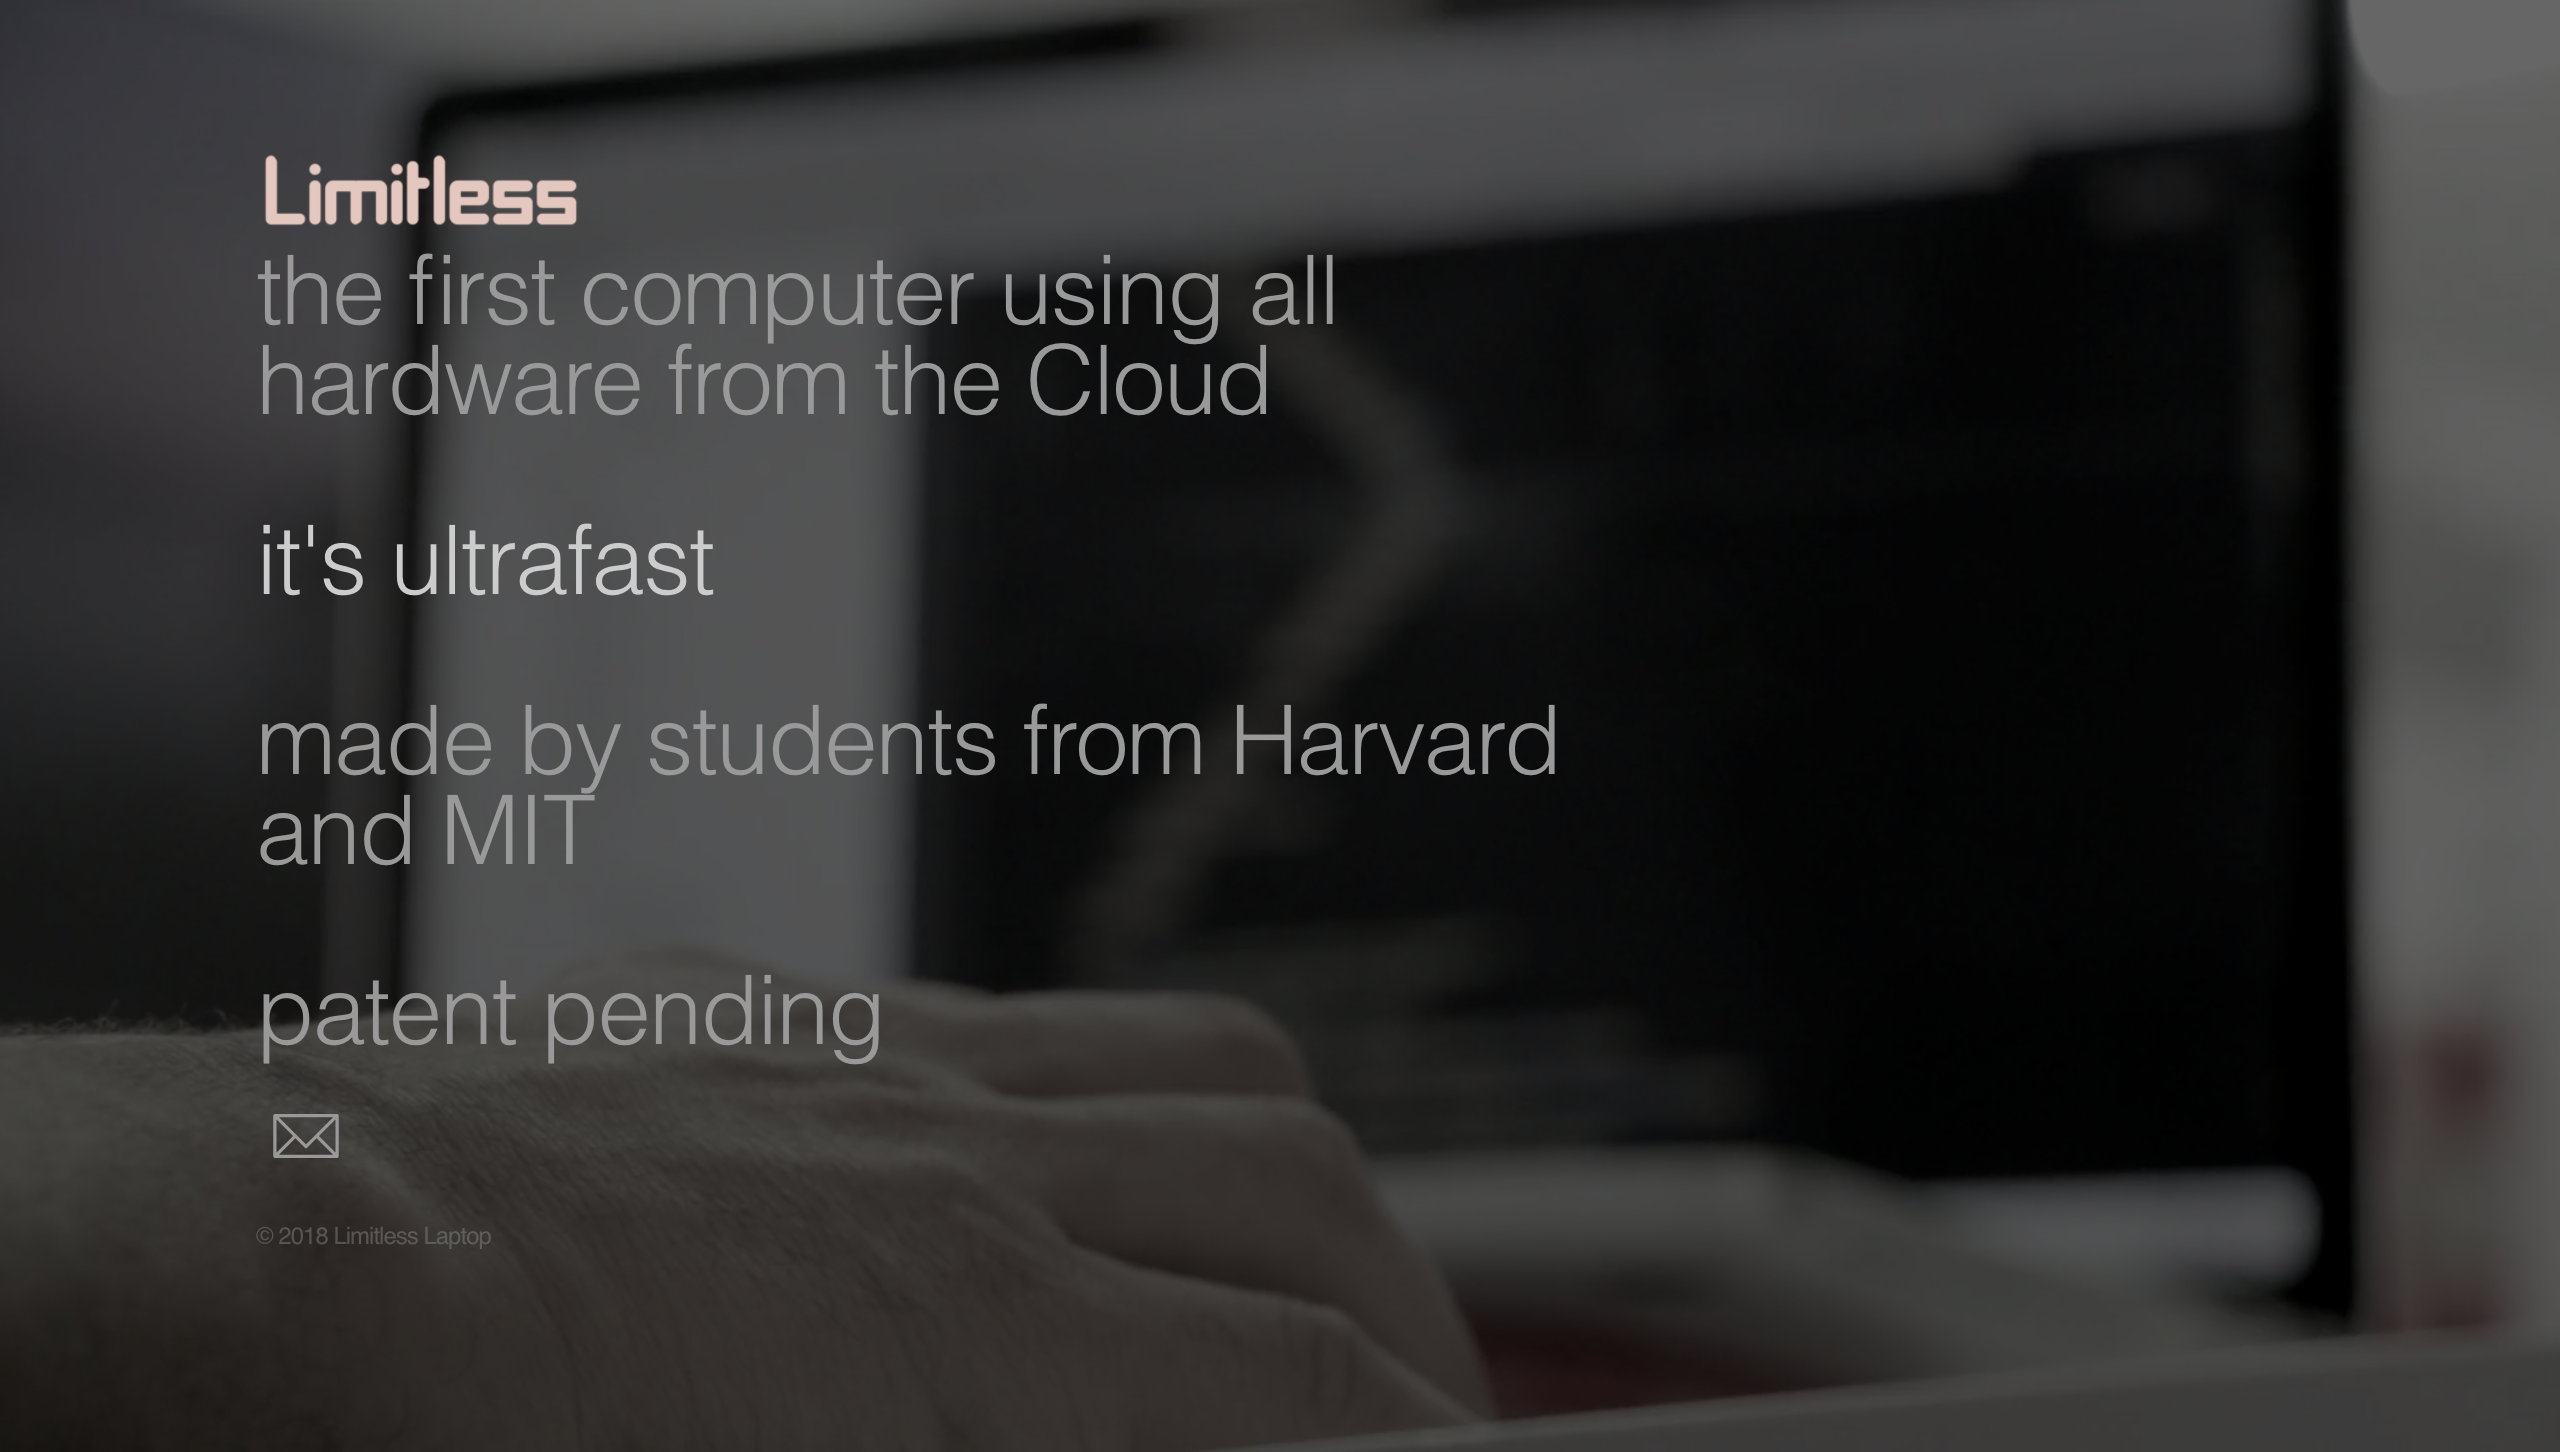 Limitless
the first computer using all
hardware from the Cloud
it's ultrafast
made by students from Harvard
and MIT
patent pending
© 2018 Limitless Laptop